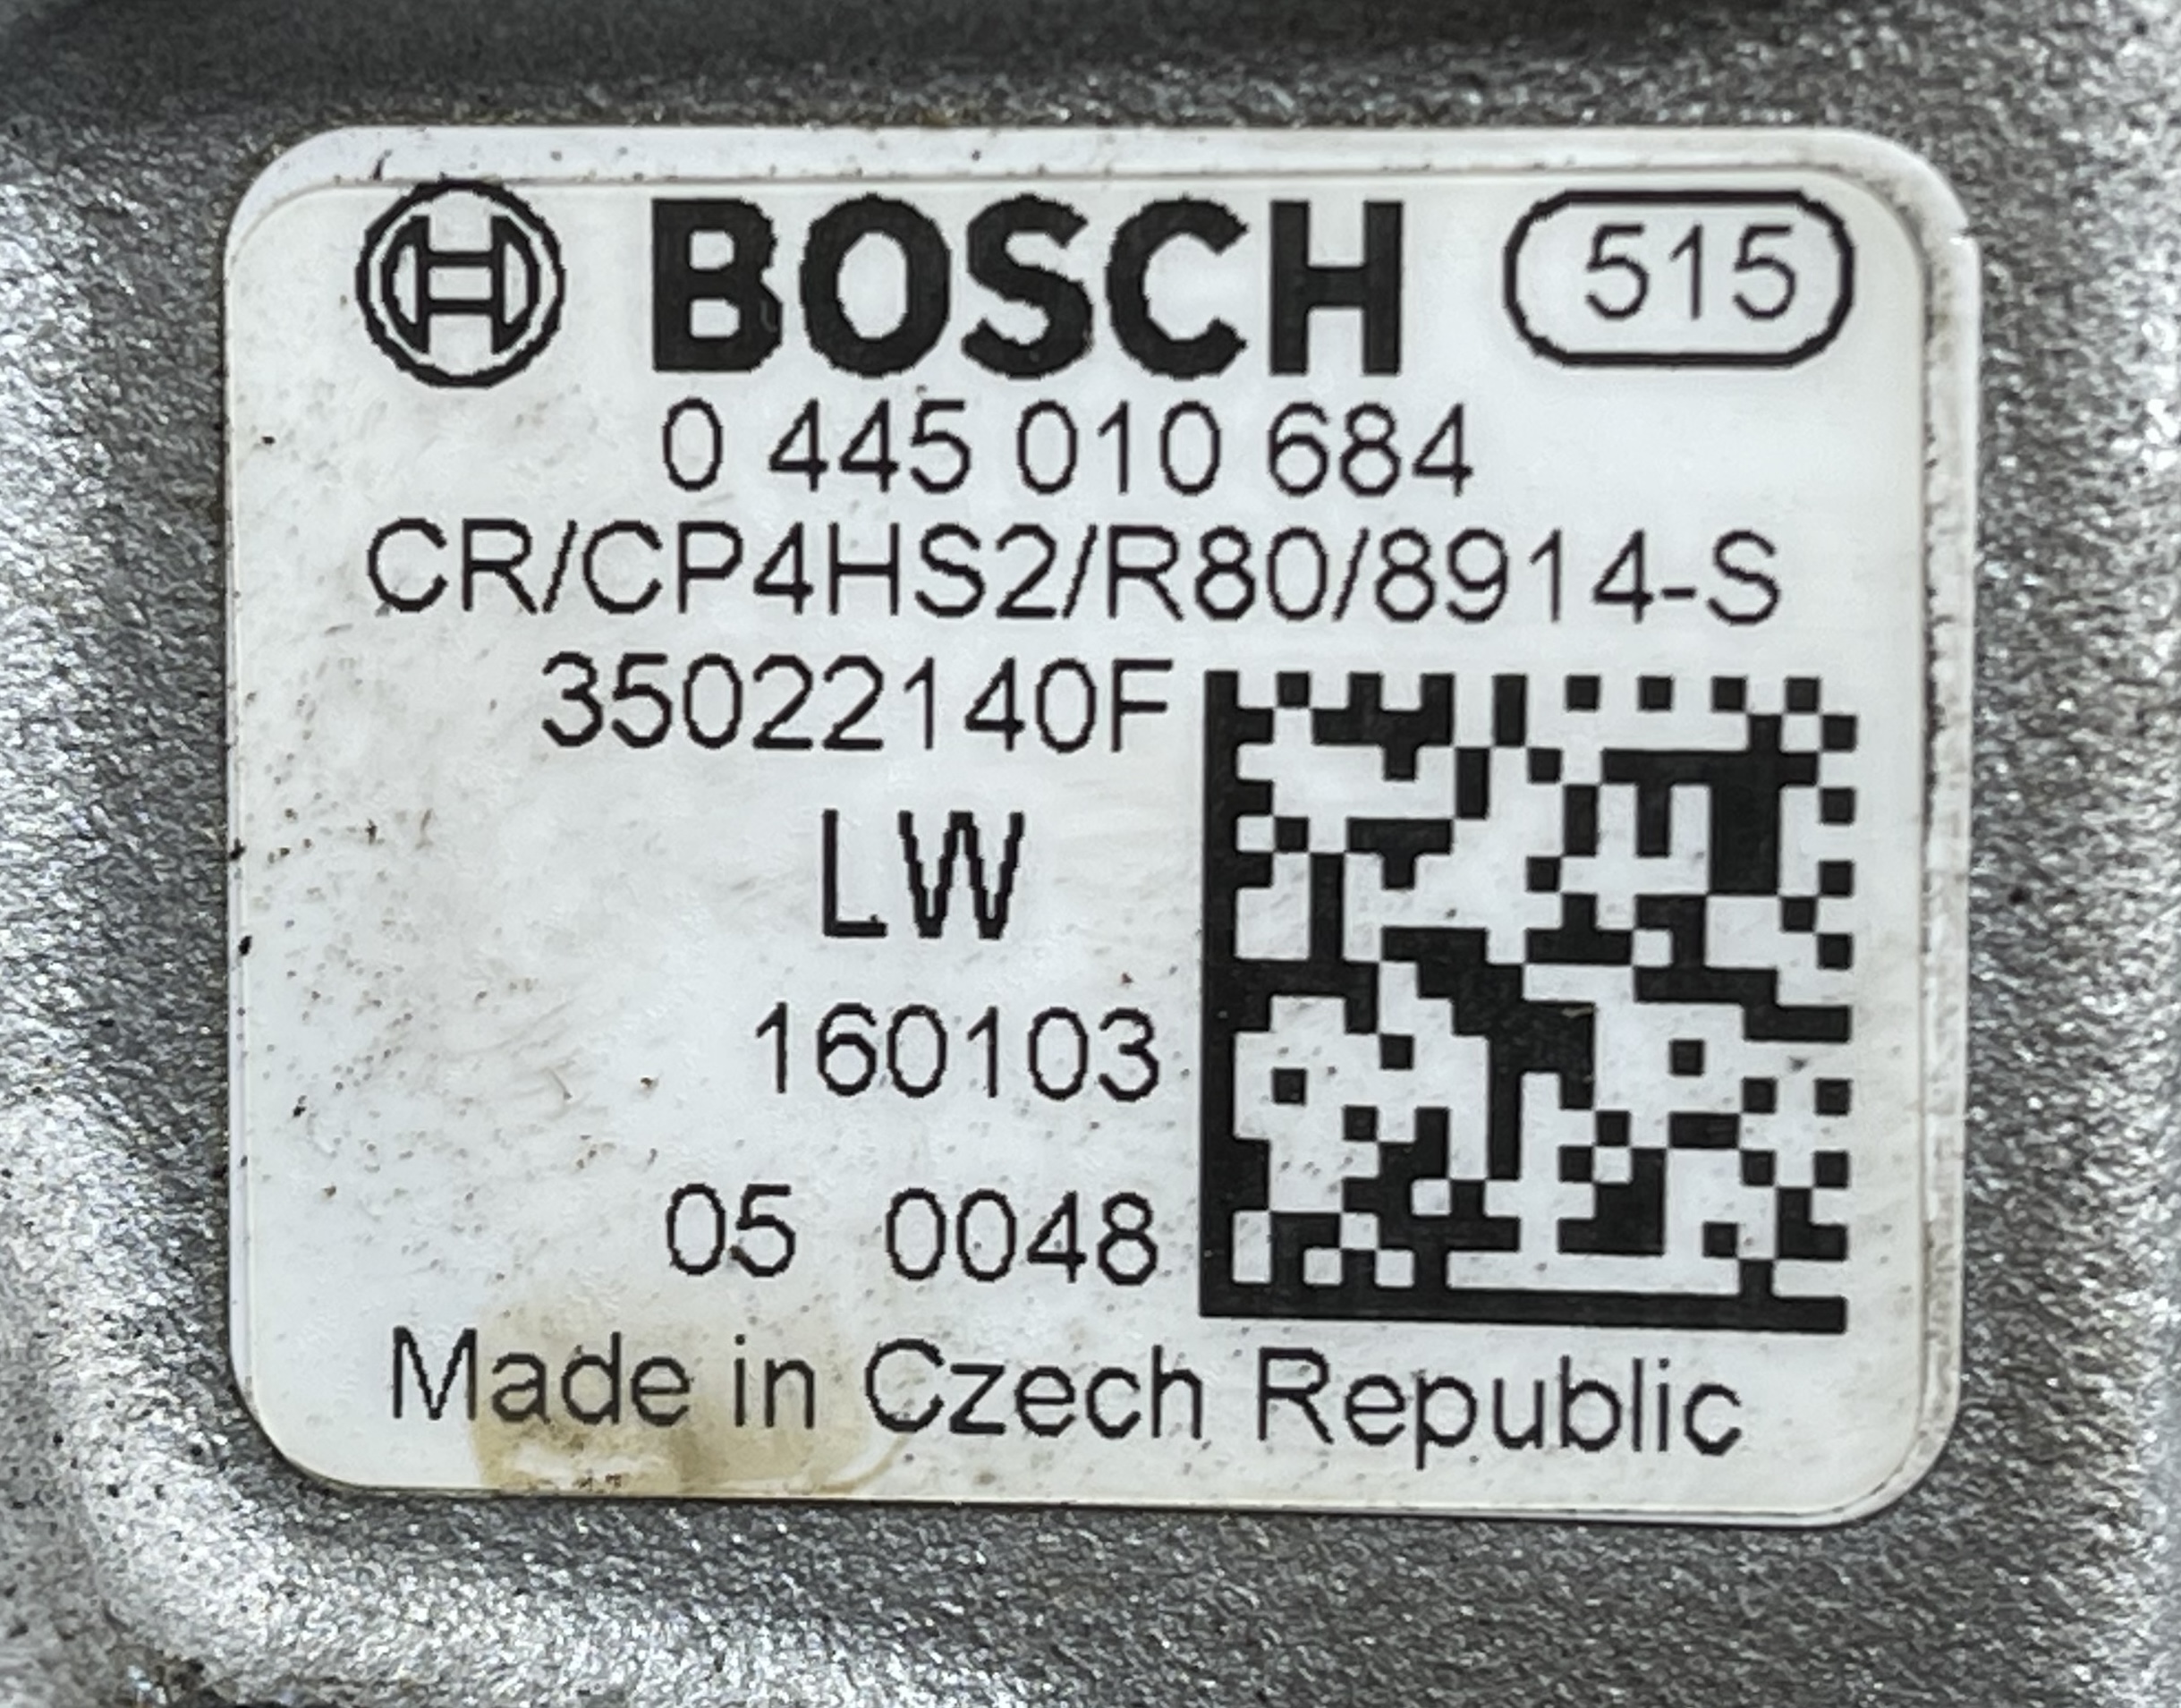 BOSCH 515
0 445 010 684
CR/CP4HS2/R80/8914-S
35022140F
LW
160103
05 0048
Made in Czech Republic